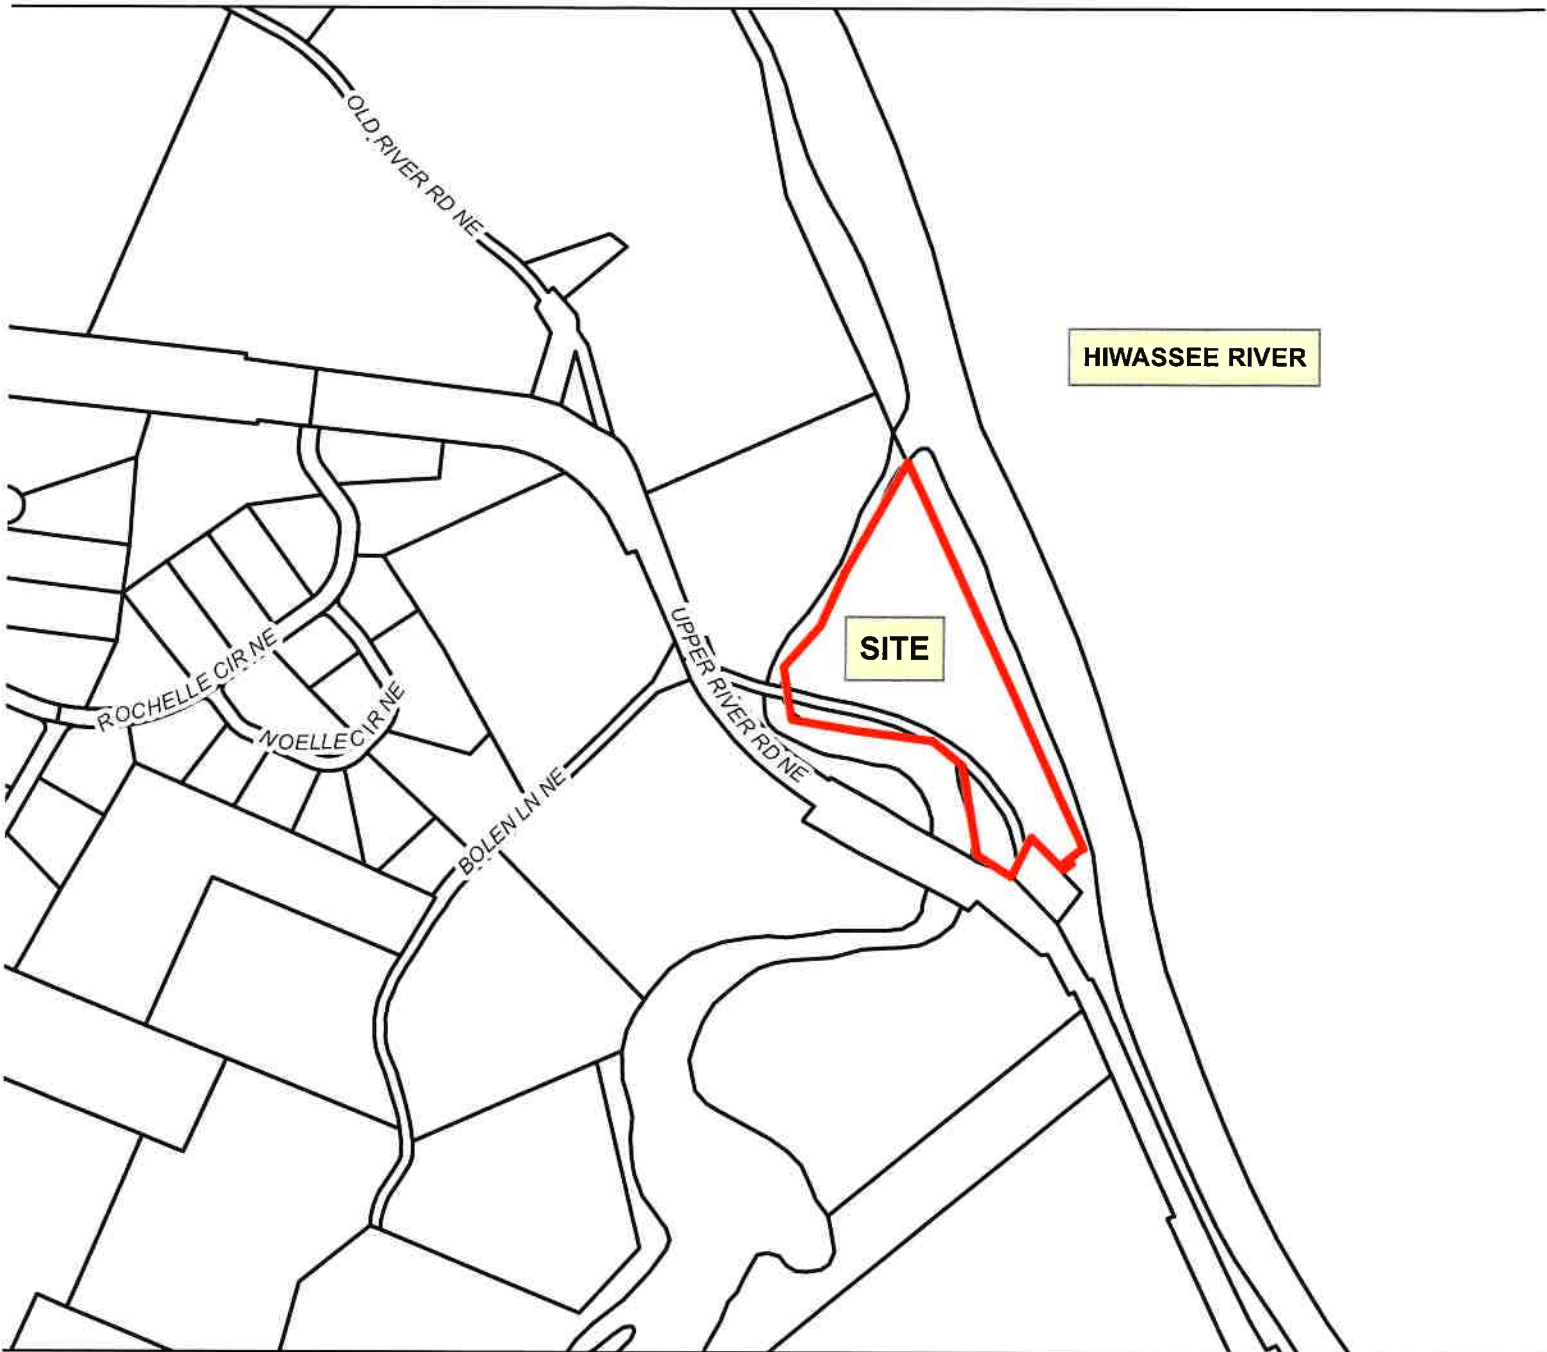 OLD RIVER RD NE
HIWASSEE RIVER
SITE
UPPER RIVER RD NE
ROCHELLE CIR NE
NOELLE CIR NE
BOLEN LN NE